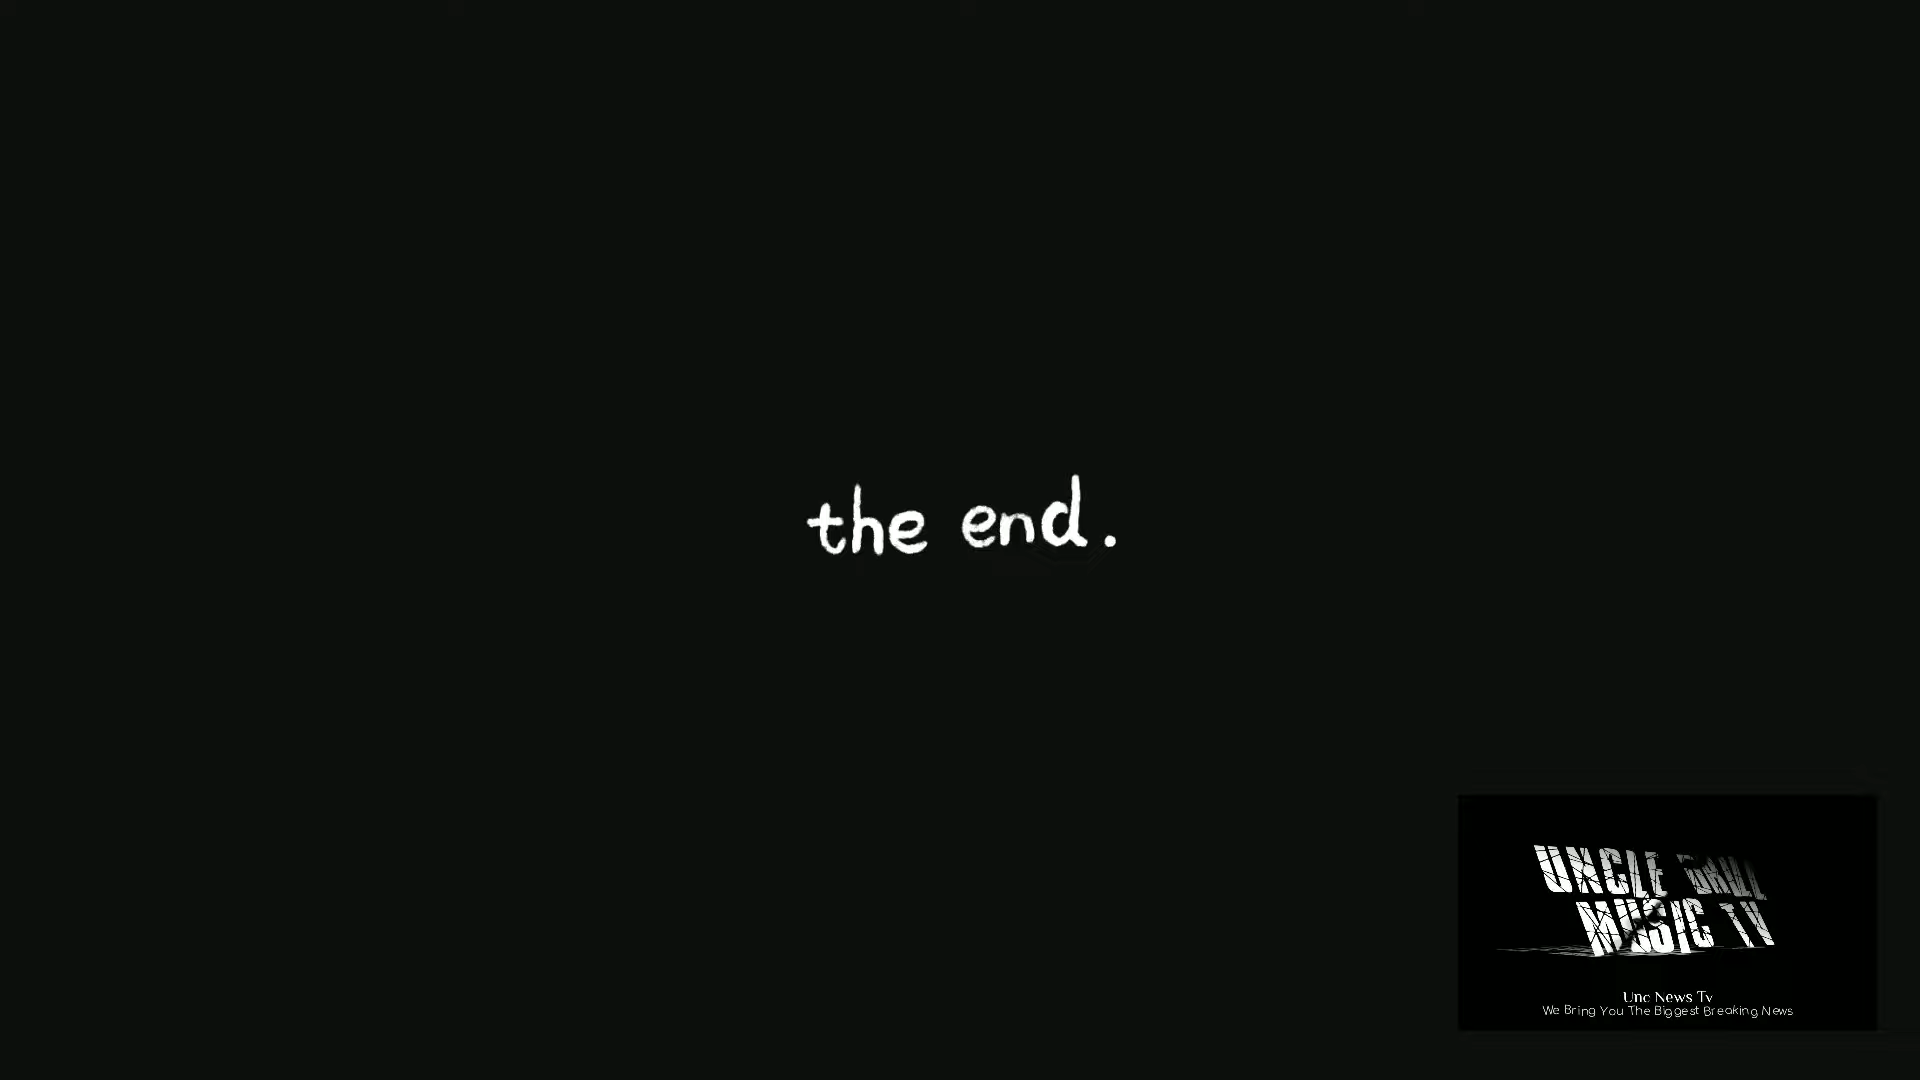 the end.
UNCLE
MUSIC TV
Unc News Tv
We Bring You The Biggest Breaking News